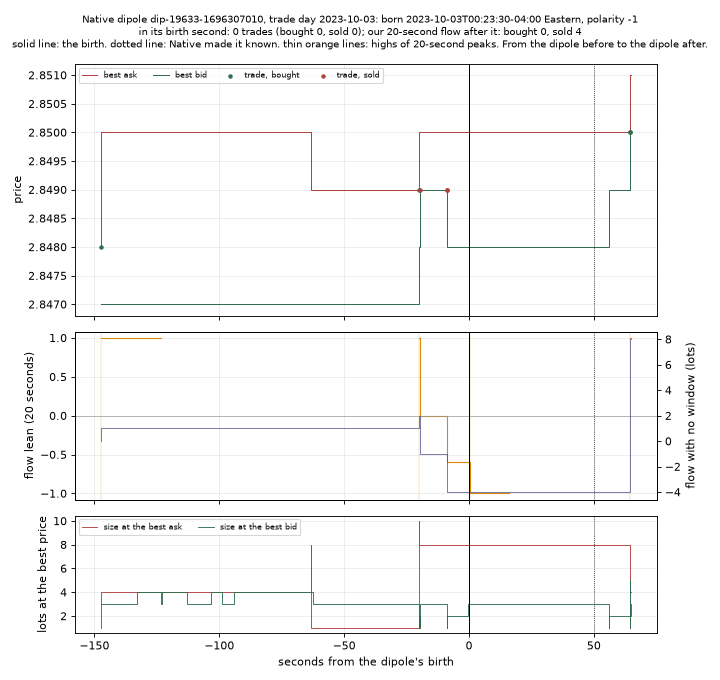 Native dipole dip-19633-1696307010, trade day 2023-10-03: born 2023-10-03T00:23:30-04:00 Eastern, polarity -1
in its birth second: 0 trades (bought 0, sold 0); our 20-second flow after it: bought 0, sold 4
solid line: the birth. dotted line: Native made it known. thin orange lines: highs of 20-second peaks. From the dipole before to the dipole after.
best ask best bid trade, bought trade, sold
2.8510
2.8505
2.8500
2.8495
2.8490
2.8485
2.8480
2.8475
2.8470
price
1.0
0.5
0.0
−0.5
−1.0
flow lean (20 seconds)
8
6
4
2
0
−2
−4
flow with no window (lots)
size at the best ask size at the best bid
10
8
6
4
2
lots at the best price
−150 −100 −50 0 50
seconds from the dipole's birth